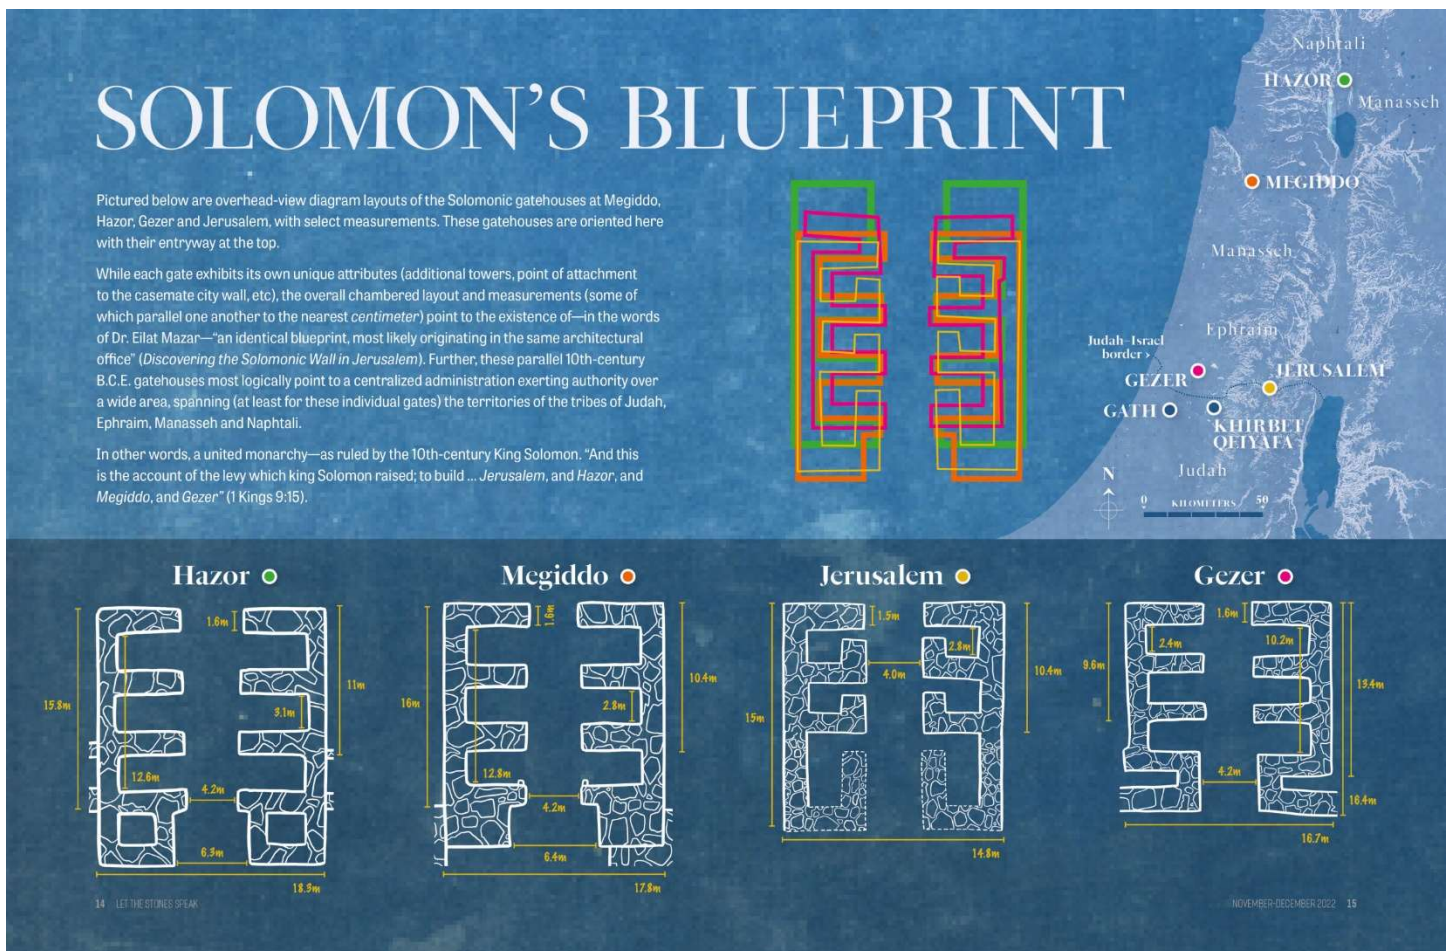 SOLOMON'S BLUEPRINT
Pictured below are overhead-view diagram layouts of the Solomonic gatehouses at Megiddo,
Hazor, Gezer and Jerusalem, with select measurements. These gatehouses are oriented here
with their entryway at the top.
While each gate exhibits its own unique attributes (additional towers, point of attachment
to the casemate city wall, etc), the overall chambered layout and measurements (some of
which parallel one another to the nearest centimeter) point to the existence of—in the words
of Dr. Eilat Mazar—“an identical blueprint, most likely originating in the same architectural
office” (Discovering the Solomonic Wall in Jerusalem). Further, these parallel 10th-century
B.C.E. gatehouses most logically point to a centralized administration exerting authority over
a wide area, spanning (at least for these individual gates) the territories of the tribes of Judah,
Ephraim, Manasseh and Naphtali.
In other words, a united monarchy—as ruled by the 10th-century King Solomon. “And this
is the account of the levy which king Solomon raised; to build ... Jerusalem, and Hazor, and
Megiddo, and Gezer” (1 Kings 9:15).
Naphtali
HAZOR
Manasseh
MEGIDDO
Manasseh
Ephraim
Judah–Israel
border ›
GEZER
JERUSALEM
GATH
KHIRBET
QEIYAFA
Judah
N
0 KILOMETERS 50
Hazor
1.6m
15.8m
11m
3.1m
12.6m
4.2m
6.3m
18.3m
Megiddo
1.6m
16m
10.4m
2.8m
12.8m
4.2m
6.4m
17.8m
Jerusalem
1.5m
2.8m
4.0m
10.4m
15m
14.8m
Gezer
1.6m
2.4m
10.2m
9.6m
13.4m
4.2m
16.4m
16.7m
14 LET THE STONES SPEAK
NOVEMBER-DECEMBER 2022 15